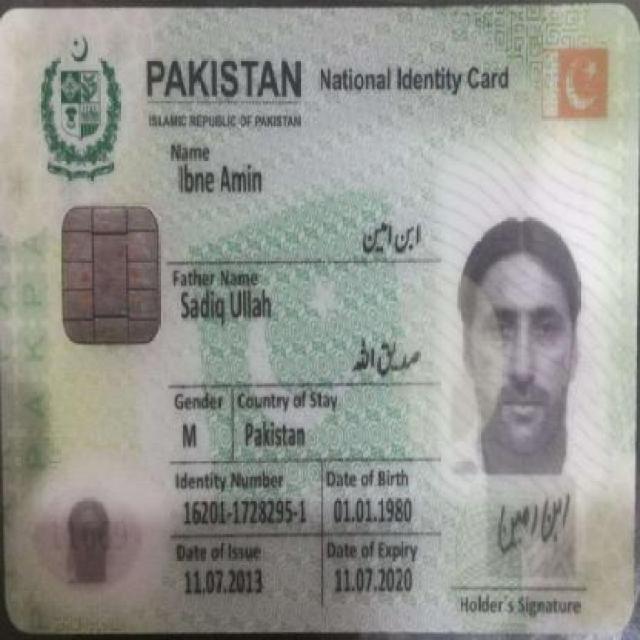 PAKISTAN National Identity Card
ISLAMIC REPUBLIC OF PAKISTAN
Name
Ibne Amin
ابن امین
Father Name
Sadiq Ullah
صدیق اللہ
Gender Country of Stay
M Pakistan
Identity Number Date of Birth
16201-1728295-1 01.01.1980
Date of Issue Date of Expiry
11.07.2013 11.07.2020
ابن امین
Holder's Signature